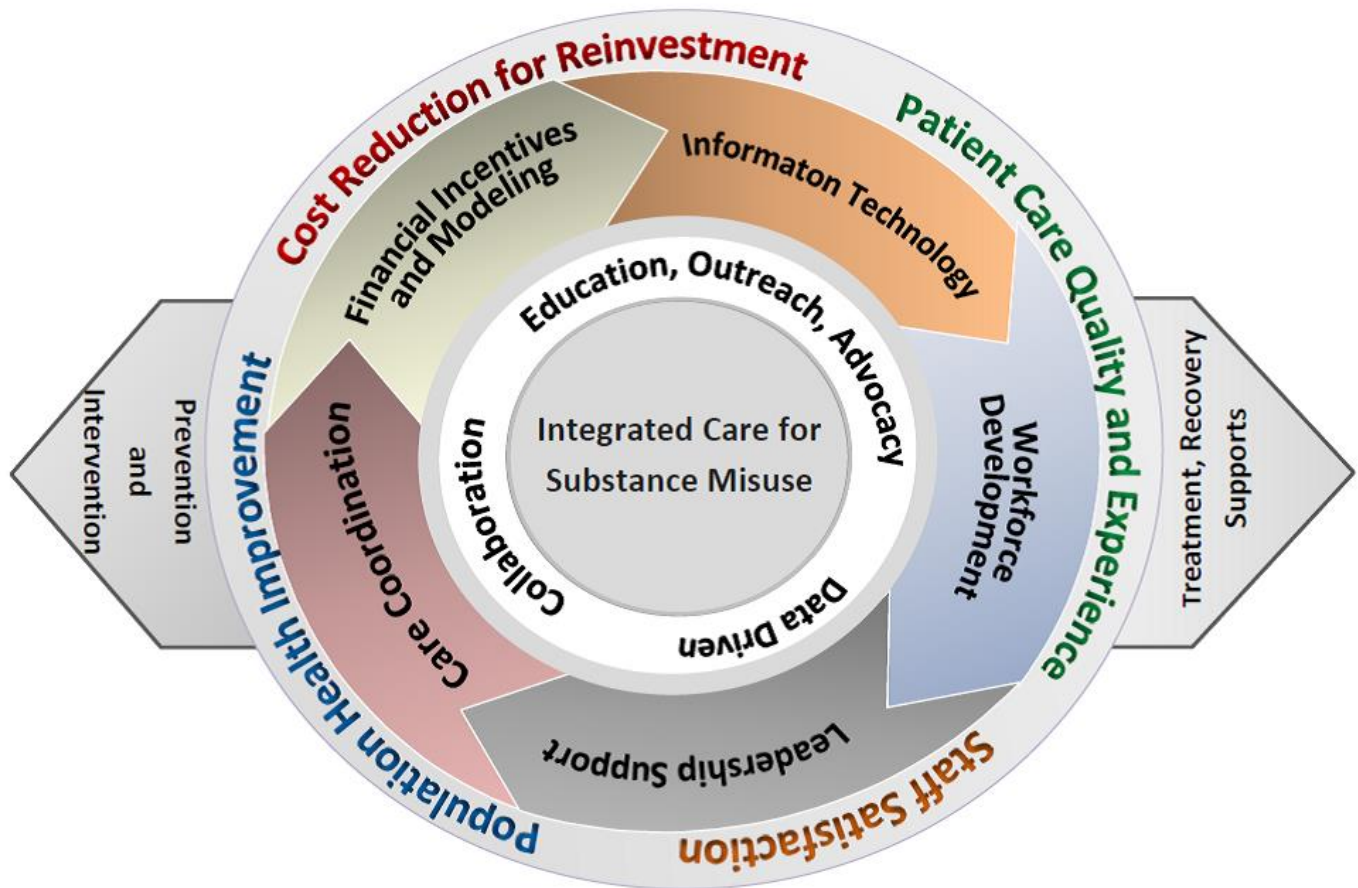 Cost Reduction for Reinvestment
Patient Care Quality and Experience
Staff Satisfaction
Population Health Improvement
Financial Incentives
and Modeling
Informaton Technology
Workforce
Development
Leadership Support
Care Coordination
Education, Outreach, Advocacy
Data Driven
Collaboration
Integrated Care for
Substance Misuse
Prevention
and
Intervention
Treatment, Recovery
Supports